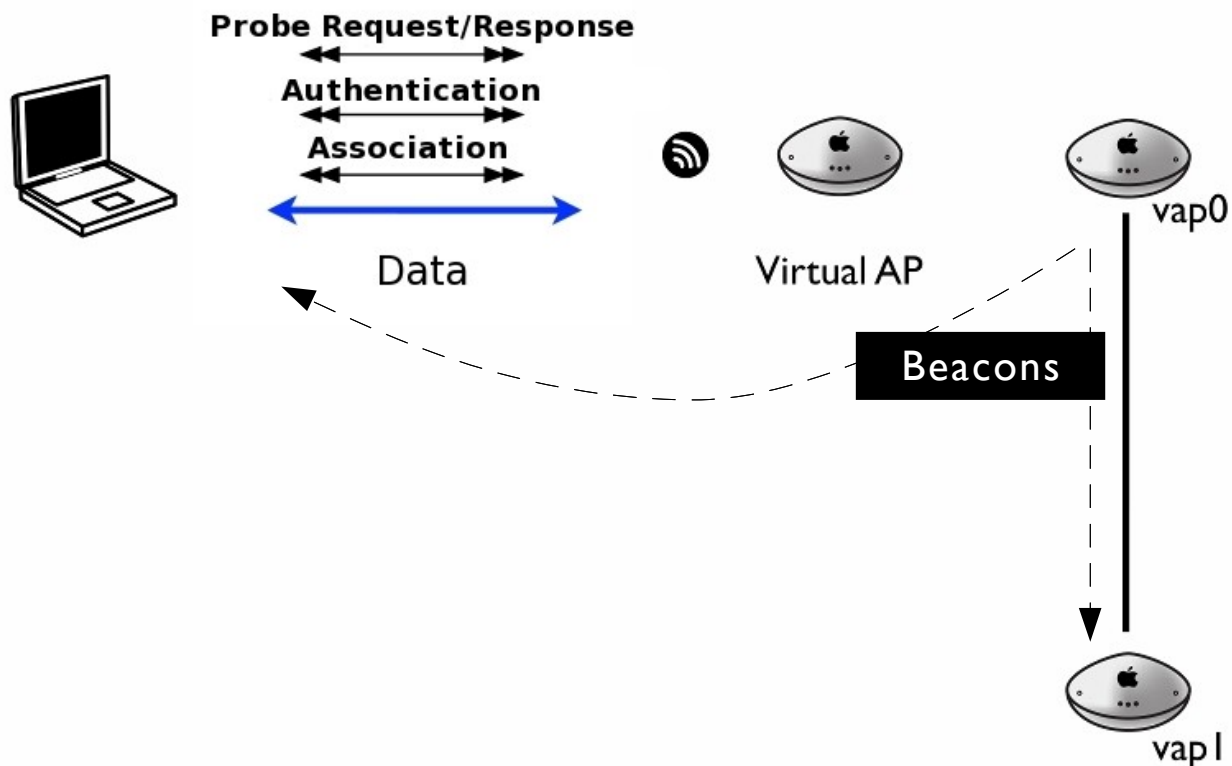 Probe Request/Response
Authentication
Association
Data
Virtual AP
vap0
Beacons
vap1